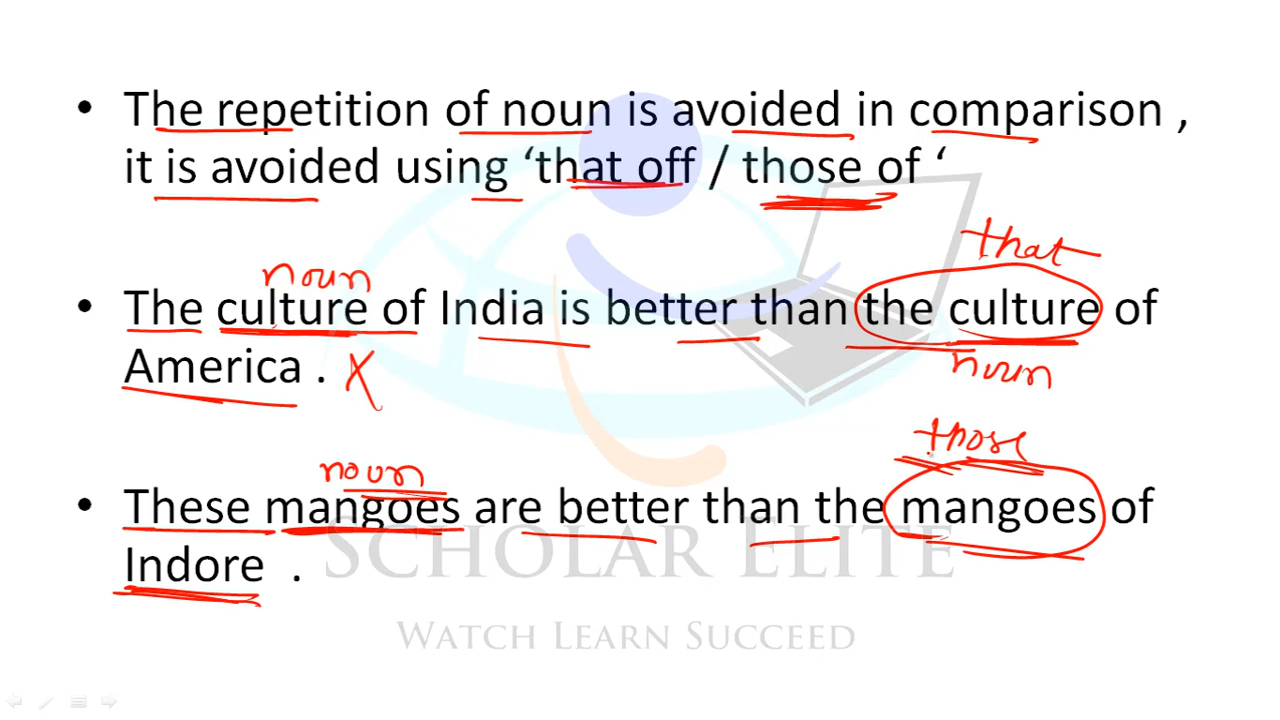 • The repetition of noun is avoided in comparison ,
it is avoided using ‘that off / those of ‘
that
noun
• The culture of India is better than the culture of
America . X
noun
those
noun
• These mangoes are better than the mangoes of
Indore .
SCHOLAR ELITE
WATCH LEARN SUCCEED